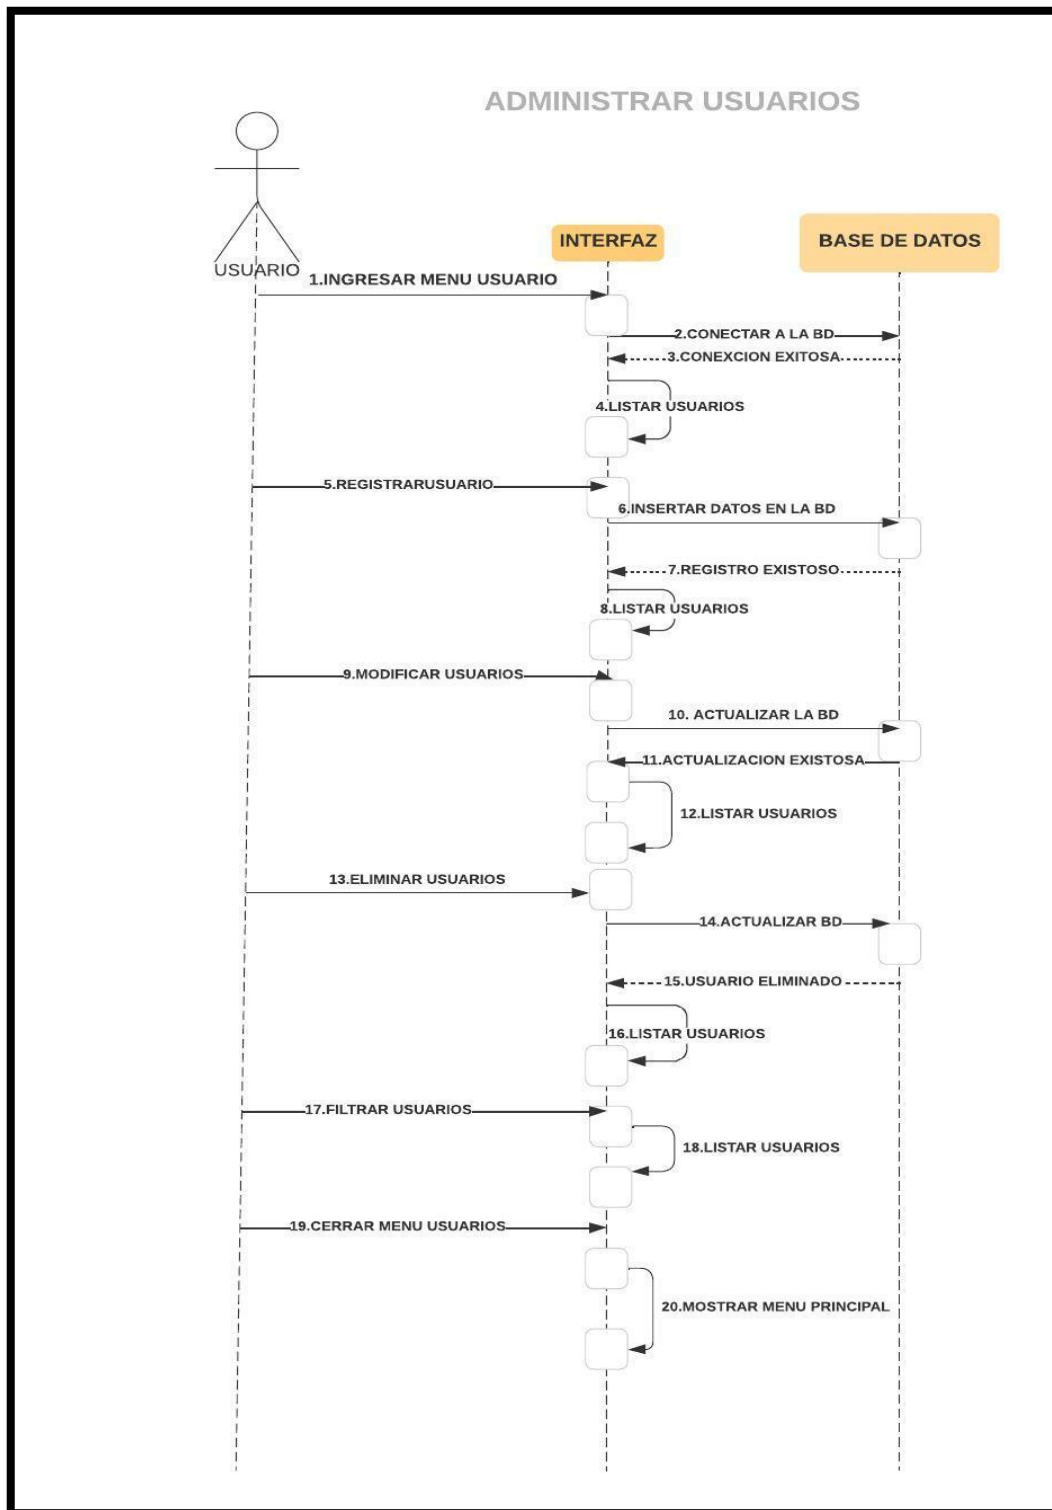 ADMINISTRAR USUARIOS
USUARIO
INTERFAZ
BASE DE DATOS
1.INGRESAR MENU USUARIO
2.CONECTAR A LA BD
3.CONEXCION EXITOSA
4.LISTAR USUARIOS
5.REGISTRARUSUARIO
6.INSERTAR DATOS EN LA BD
7.REGISTRO EXISTOSO
8.LISTAR USUARIOS
9.MODIFICAR USUARIOS
10. ACTUALIZAR LA BD
11.ACTUALIZACION EXISTOSA
12.LISTAR USUARIOS
13.ELIMINAR USUARIOS
14.ACTUALIZAR BD
15.USUARIO ELIMINADO
16.LISTAR USUARIOS
17.FILTRAR USUARIOS
18.LISTAR USUARIOS
19.CERRAR MENU USUARIOS
20.MOSTRAR MENU PRINCIPAL